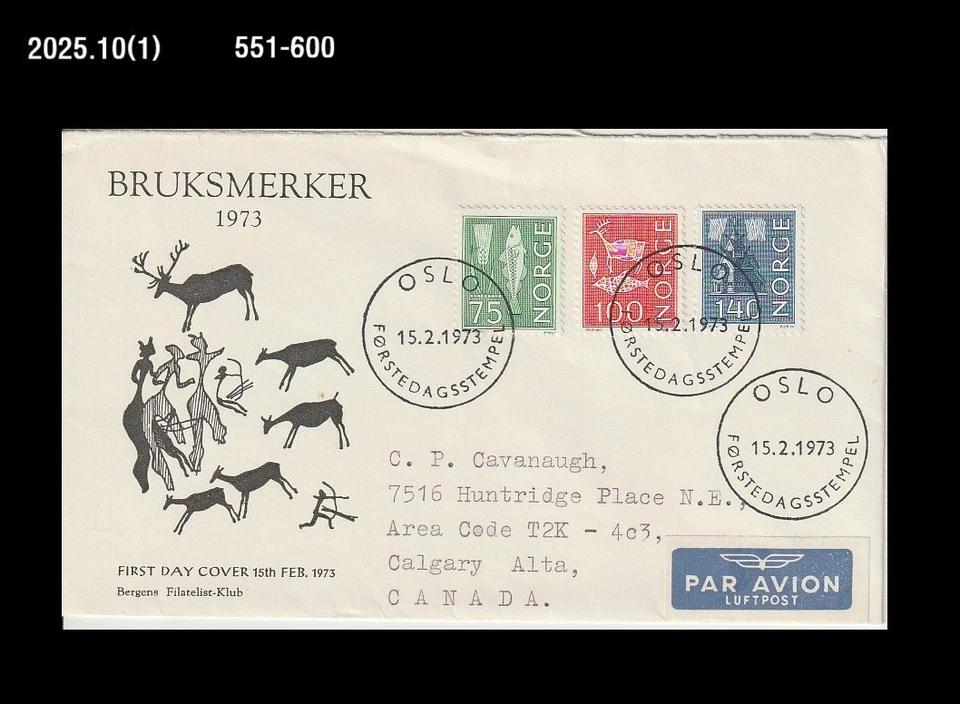 2025.10(1) 551-600
BRUKSMERKER
1973
75 NORGE
100 NORGE
140 NORGE
OSLO
15.2.1973
FØRSTEDAGSSTEMPEL
OSLO
15.2.1973
FØRSTEDAGSSTEMPEL
OSLO
15.2.1973
FØRSTEDAGSSTEMPEL
C. P. Cavanaugh,
7516 Huntridge Place N.E.,
Area Code T2K - 4c3,
Calgary Alta,
CANADA.
FIRST DAY COVER 15th FEB. 1973
Bergens Filatelist-Klub
PAR AVION
LUFTPOST